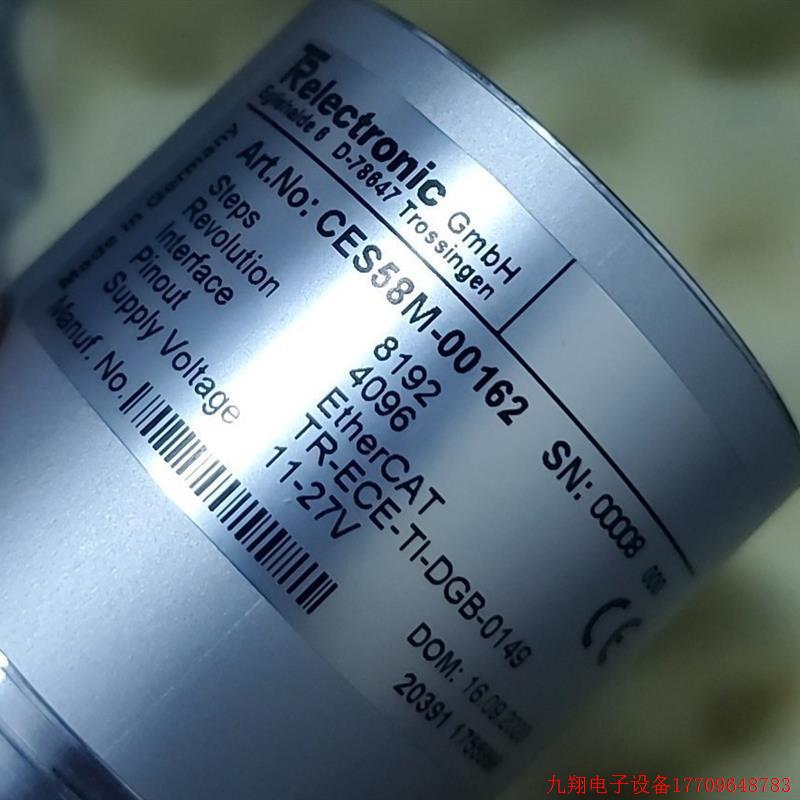 TRelectronic GmbH
Eglishalde 6 D-78647 Trossingen
Art.No: CES58M-00162 SN: 00008
Steps 8192
Revolution 4096
Interface EtherCAT
Pinout TR-ECE-TI-DGB-0149
Supply Voltage 11-27V
Manuf. No.
Made in Germany
CE
DOM: 16.09.
20391
九翔电子设备17709648783